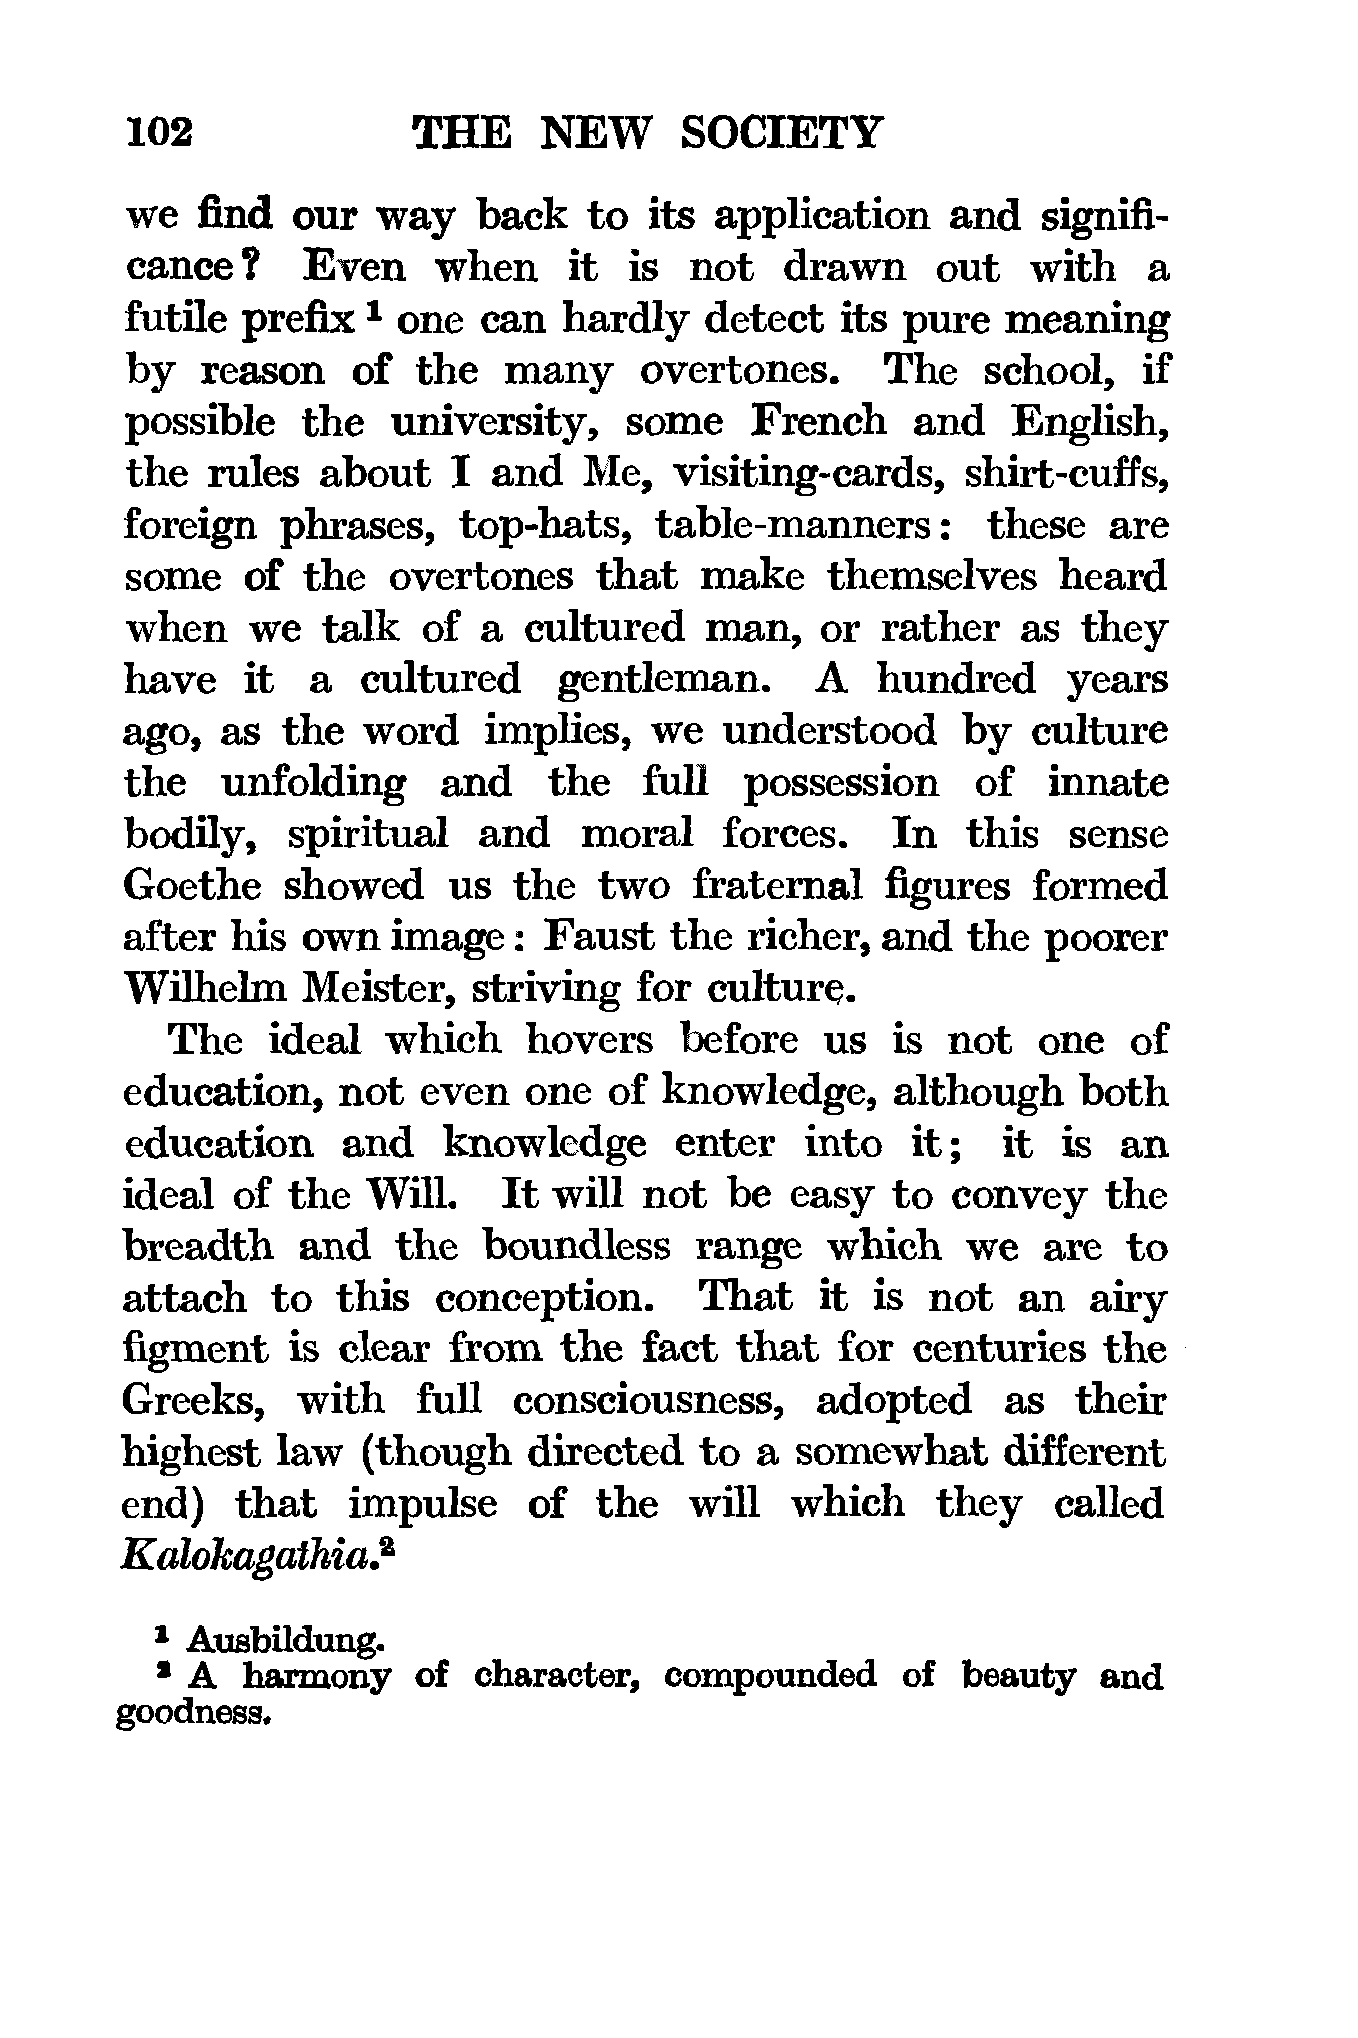 102 THE NEW SOCIETY
we find our way back to its application and signifi-
cance? Even when it is not drawn out with a
futile prefix ¹ one can hardly detect its pure meaning
by reason of the many overtones. The school, if
possible the university, some French and English,
the rules about I and Me, visiting-cards, shirt-cuffs,
foreign phrases, top-hats, table-manners: these are
some of the overtones that make themselves heard
when we talk of a cultured man, or rather as they
have it a cultured gentleman. A hundred years
ago, as the word implies, we understood by culture
the unfolding and the full possession of innate
bodily, spiritual and moral forces. In this sense
Goethe showed us the two fraternal figures formed
after his own image: Faust the richer, and the poorer
Wilhelm Meister, striving for culture.
The ideal which hovers before us is not one of
education, not even one of knowledge, although both
education and knowledge enter into it; it is an
ideal of the Will. It will not be easy to convey the
breadth and the boundless range which we are to
attach to this conception. That it is not an airy
figment is clear from the fact that for centuries the
Greeks, with full consciousness, adopted as their
highest law (though directed to a somewhat different
end) that impulse of the will which they called
Kalokagathia.²
¹ Ausbildung.
² A harmony of character, compounded of beauty and
goodness.